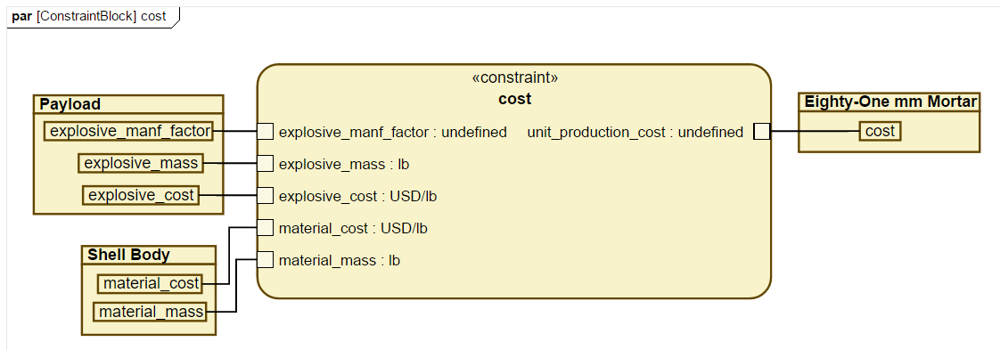 par [ConstraintBlock] cost
«constraint»
cost
Payload
explosive_manf_factor
explosive_mass
explosive_cost
Shell Body
material_cost
material_mass
explosive_manf_factor : undefined
explosive_mass : lb
explosive_cost : USD/lb
material_cost : USD/lb
material_mass : lb
unit_production_cost : undefined
Eighty-One mm Mortar
cost